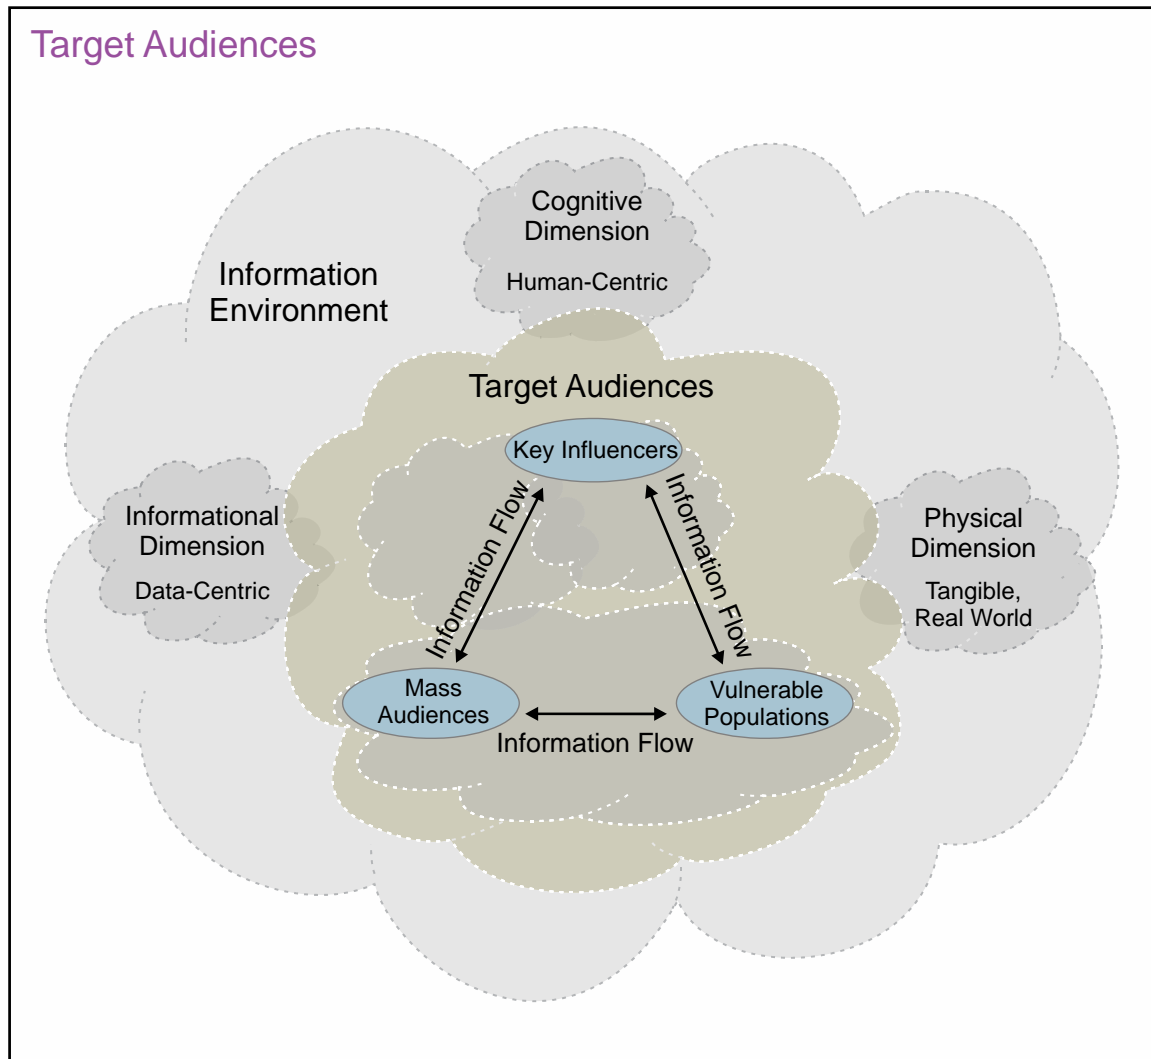 Target Audiences
Cognitive
Dimension
Human-Centric
Information
Environment
Target Audiences
Key Influencers
Information Flow
Information Flow
Informational
Dimension
Data-Centric
Physical
Dimension
Tangible,
Real World
Mass
Audiences
Vulnerable
Populations
Information Flow